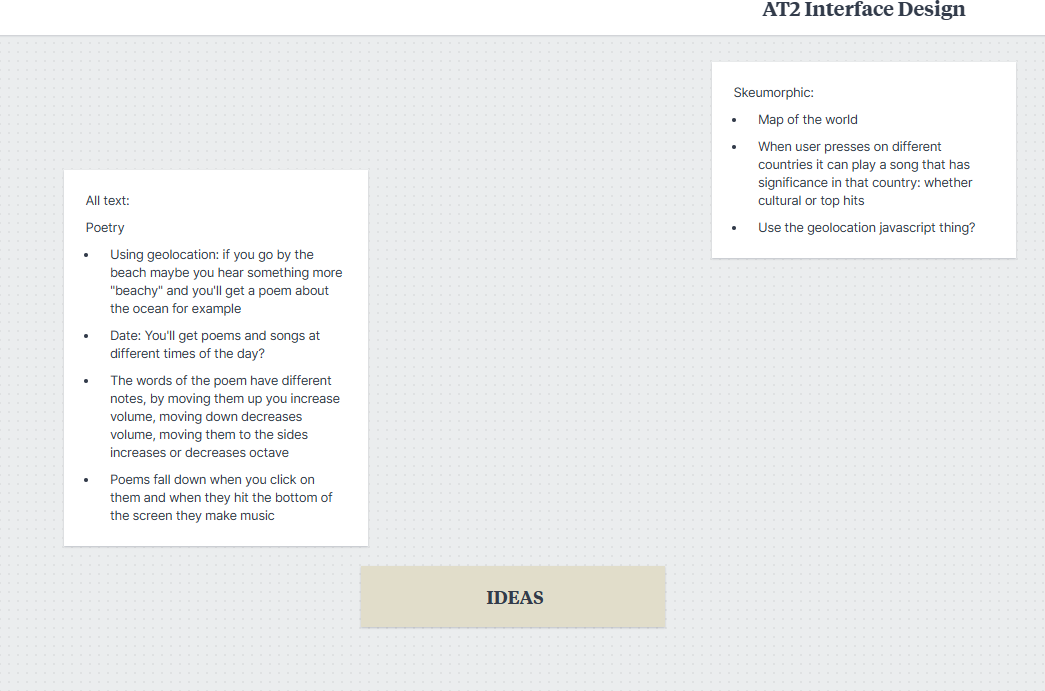 AT2 Interface Design
Skeumorphic:
• Map of the world
• When user presses on different
countries it can play a song that has
significance in that country: whether
cultural or top hits
• Use the geolocation javascript thing?
All text:
Poetry
• Using geolocation: if you go by the
beach maybe you hear something more
"beachy" and you'll get a poem about
the ocean for example
• Date: You'll get poems and songs at
different times of the day?
• The words of the poem have different
notes, by moving them up you increase
volume, moving down decreases
volume, moving them to the sides
increases or decreases octave
• Poems fall down when you click on
them and when they hit the bottom of
the screen they make music
IDEAS